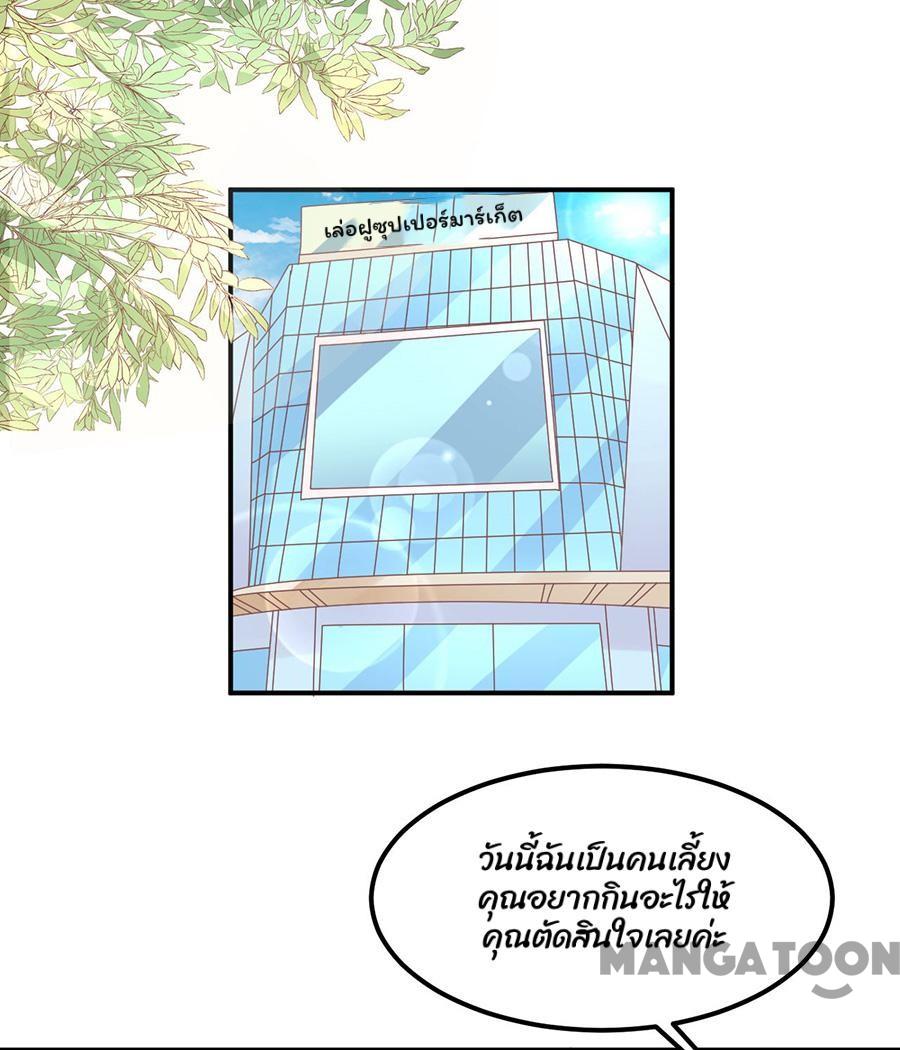 เล่อฝูซุปเปอร์มาร์เก็ต
วันนี้ฉันเป็นคนเลี้ยง
คุณอยากกินอะไรให้
คุณตัดสินใจเลยค่ะ
MANGATOON